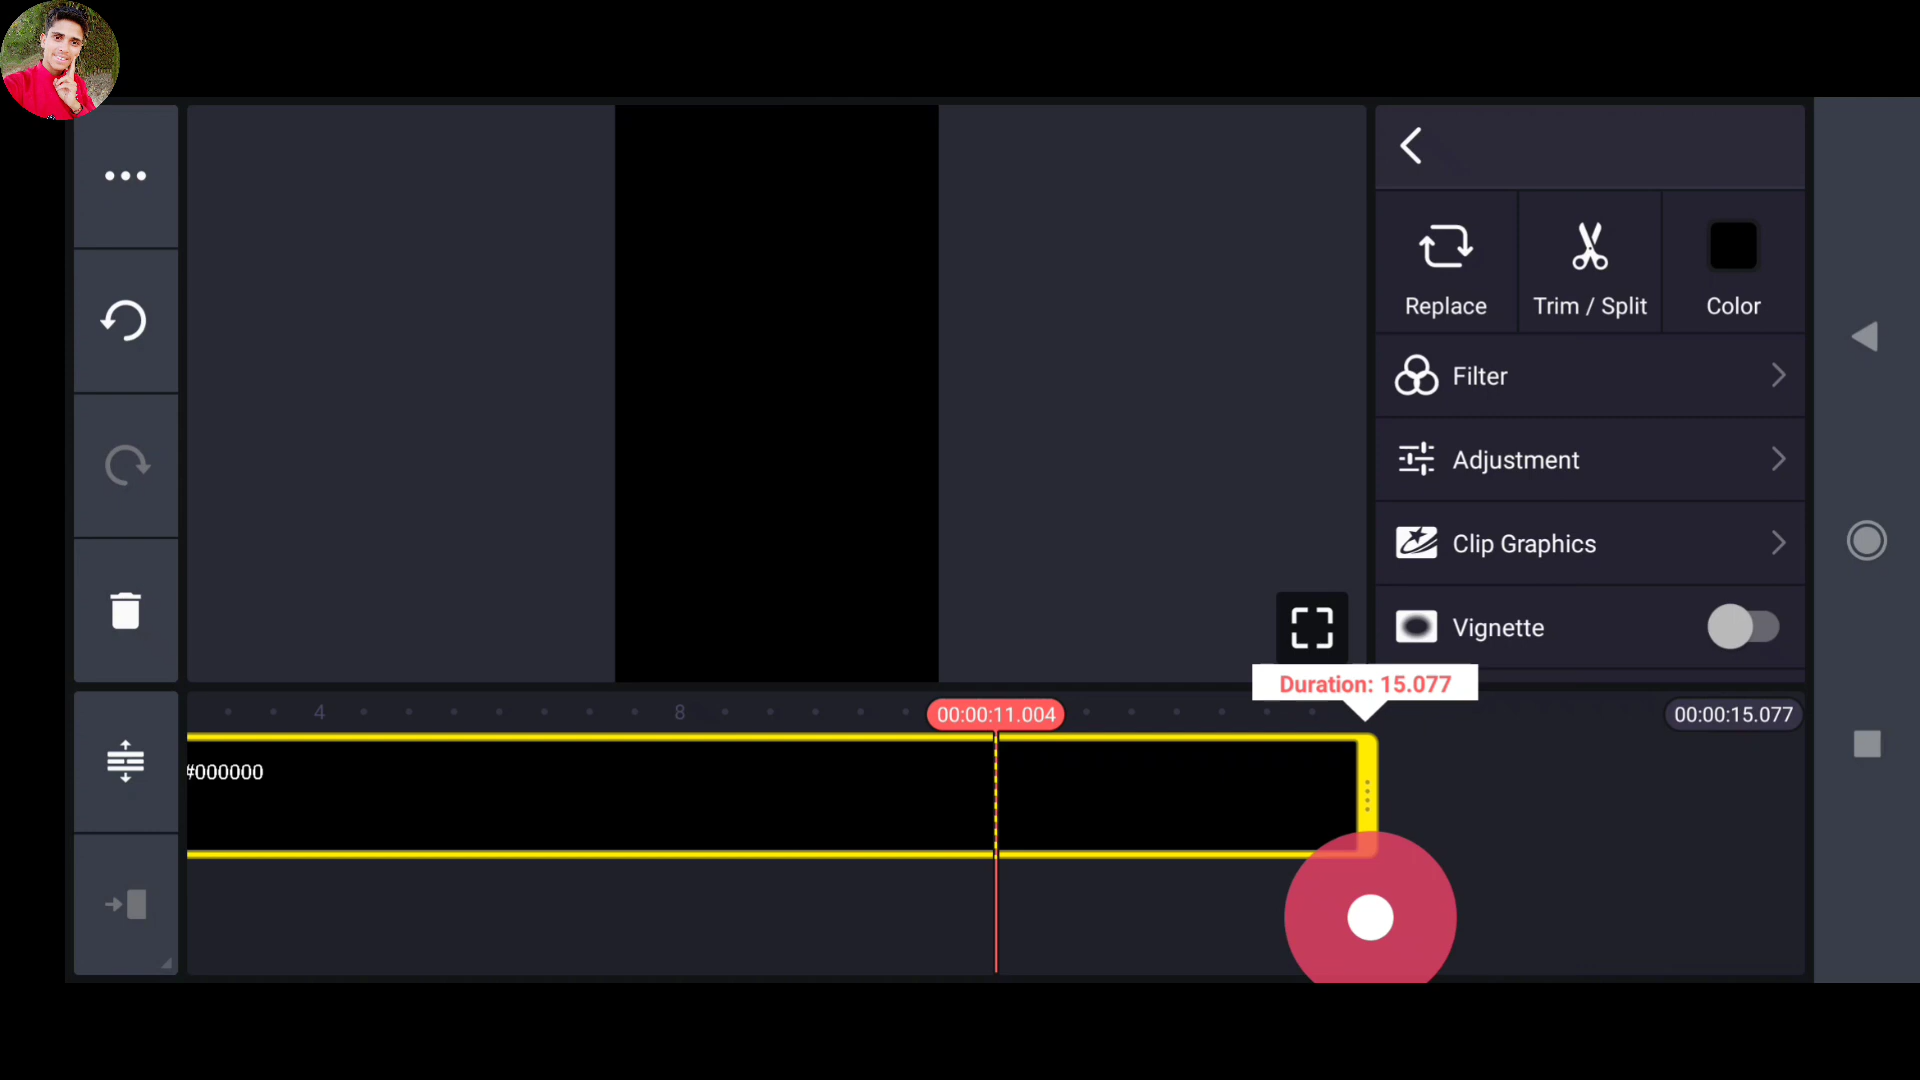 Replace
Trim / Split
Color
Filter
Adjustment
Clip Graphics
Vignette
Duration: 15.077
4
8
00:00:11.004
00:00:15.077
#000000